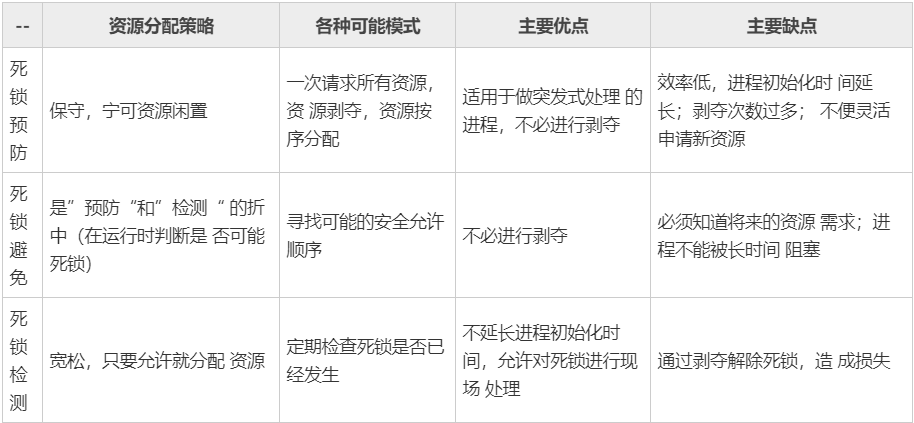 --
资源分配策略
各种可能模式
主要优点
主要缺点
死
锁
预
防
保守，宁可资源闲置
一次请求所有资源，
资 源剥夺，资源按
序分配
适用于做突发式处理 的
进程，不必进行剥夺
效率低，进程初始化时 间延
长；剥夺次数过多； 不便灵活
申请新资源
死
锁
避
免
是”预防“和”检测“ 的折
中（在运行时判断是 否可能
死锁）
寻找可能的安全允许
顺序
不必进行剥夺
必须知道将来的资源 需求；进
程不能被长时间 阻塞
死
锁
检
测
宽松，只要允许就分配 资源
定期检查死锁是否已
经发生
不延长进程初始化时
间，允许对死锁进行现
场 处理
通过剥夺解除死锁，造 成损失